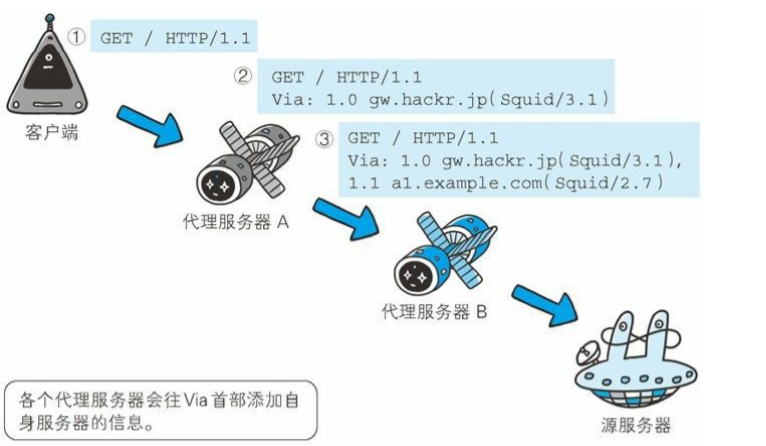 ① GET / HTTP/1.1
② GET / HTTP/1.1
Via: 1.0 gw.hackr.jp(Squid/3.1)
客户端
③ GET / HTTP/1.1
Via: 1.0 gw.hackr.jp(Squid/3.1),
1.1 a1.example.com(Squid/2.7)
代理服务器 A
代理服务器 B
各个代理服务器会往Via首部添加自
身服务器的信息。
源服务器